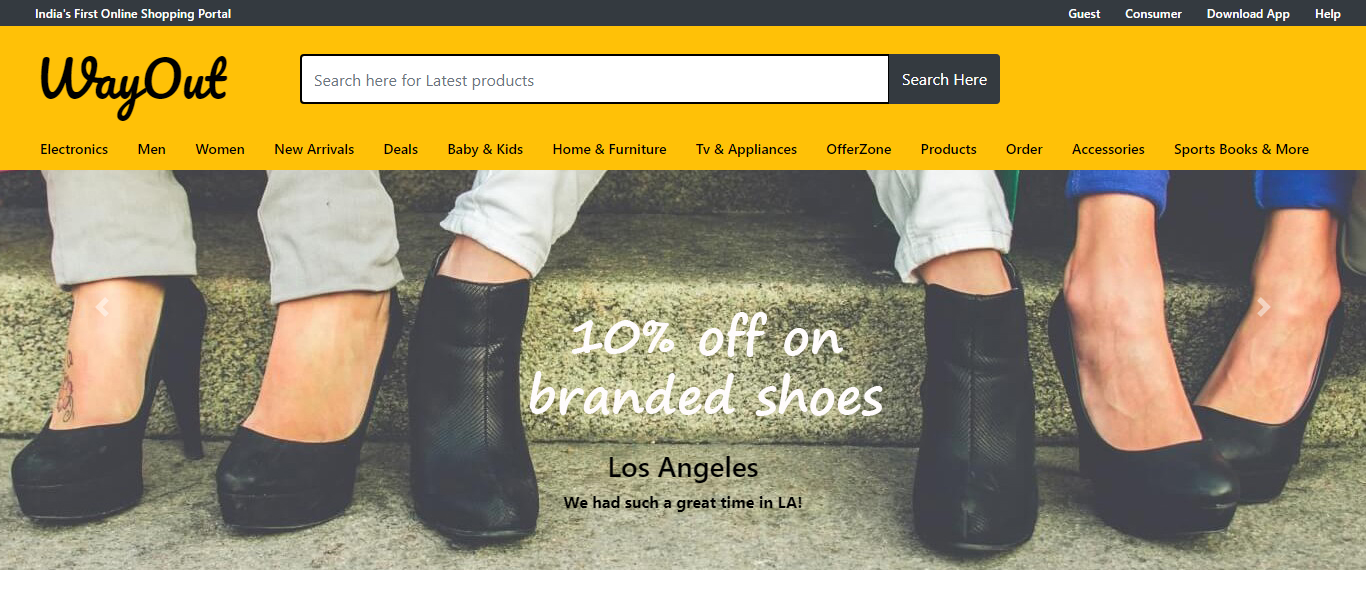 India's First Online Shopping Portal
Guest Consumer Download App Help
WayOut
Search here for Latest products
Search Here
Electronics Men Women New Arrivals Deals Baby & Kids Home & Furniture Tv & Appliances OfferZone Products Order Accessories Sports Books & More
10% off on
branded shoes
Los Angeles
We had such a great time in LA!